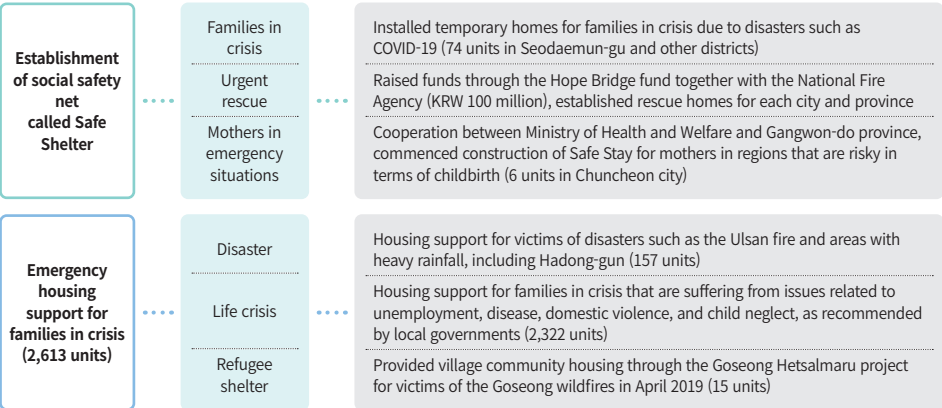 Establishment
of social safety
net
called Safe
Shelter
Families in
crisis
Installed temporary homes for families in crisis due to disasters such as
COVID-19 (74 units in Seodaemun-gu and other districts)
Urgent
rescue
Raised funds through the Hope Bridge fund together with the National Fire
Agency (KRW 100 million), established rescue homes for each city and province
Mothers in
emergency
situations
Cooperation between Ministry of Health and Welfare and Gangwon-do province,
commenced construction of Safe Stay for mothers in regions that are risky in
terms of childbirth (6 units in Chuncheon city)
Emergency
housing
support for
families in crisis
(2,613 units)
Disaster
Housing support for victims of disasters such as the Ulsan fire and areas with
heavy rainfall, including Hadong-gun (157 units)
Life crisis
Housing support for families in crisis that are suffering from issues related to
unemployment, disease, domestic violence, and child neglect, as recommended
by local governments (2,322 units)
Refugee
shelter
Provided village community housing through the Goseong Hetsalmaru project
for victims of the Goseong wildfires in April 2019 (15 units)